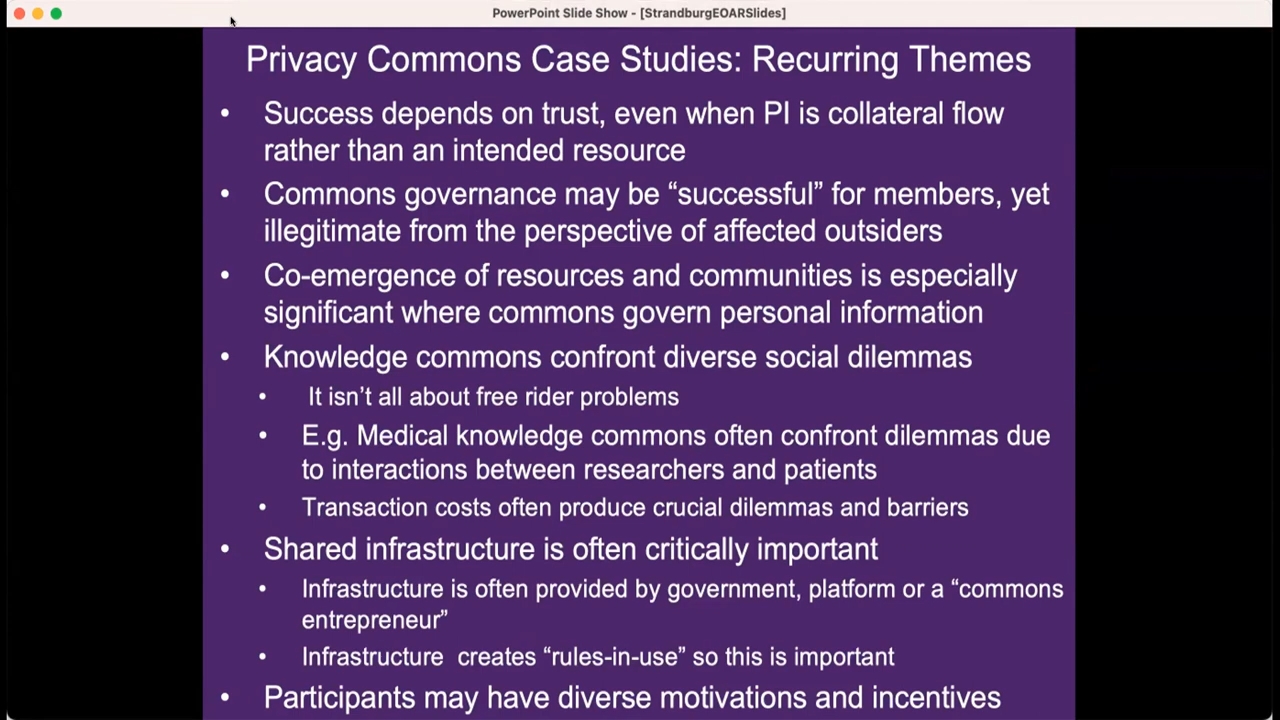 PowerPoint Slide Show - [StrandburgEOARSlides]
Privacy Commons Case Studies: Recurring Themes
• Success depends on trust, even when PI is collateral flow
rather than an intended resource
• Commons governance may be “successful” for members, yet
illegitimate from the perspective of affected outsiders
• Co-emergence of resources and communities is especially
significant where commons govern personal information
• Knowledge commons confront diverse social dilemmas
• It isn’t all about free rider problems
• E.g. Medical knowledge commons often confront dilemmas due
to interactions between researchers and patients
• Transaction costs often produce crucial dilemmas and barriers
• Shared infrastructure is often critically important
• Infrastructure is often provided by government, platform or a “commons
entrepreneur”
• Infrastructure creates “rules-in-use” so this is important
• Participants may have diverse motivations and incentives